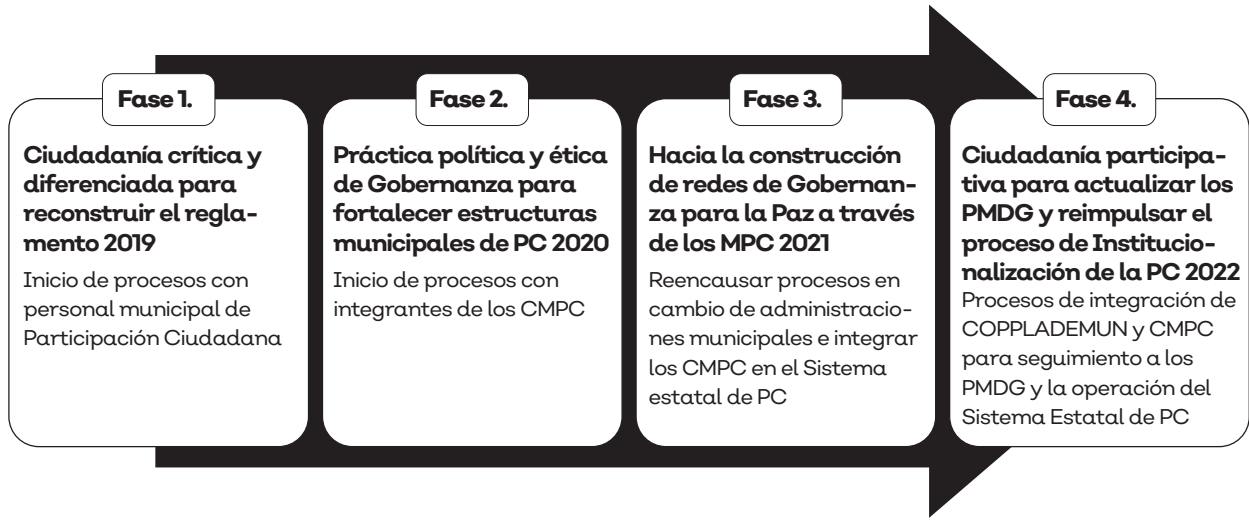 Fase 1.
Ciudadanía crítica y
diferenciada para
reconstruir el regla-
mento 2019
Inicio de procesos con
personal municipal de
Participación Ciudadana
Fase 2.
Práctica política y ética
de Gobernanza para
fortalecer estructuras
municipales de PC 2020
Inicio de procesos con
integrantes de los CMPC
Fase 3.
Hacia la construcción
de redes de Gobernan-
za para la Paz a través
de los MPC 2021
Reencausar procesos en
cambio de administracio-
nes municipales e integrar
los CMPC en el Sistema
estatal de PC
Fase 4.
Ciudadanía participa-
tiva para actualizar los
PMDG y reimpulsar el
proceso de Institucio-
nalización de la PC 2022
Procesos de integración de
COPPLADEMUN y CMPC
para seguimiento a los
PMDG y la operación del
Sistema Estatal de PC